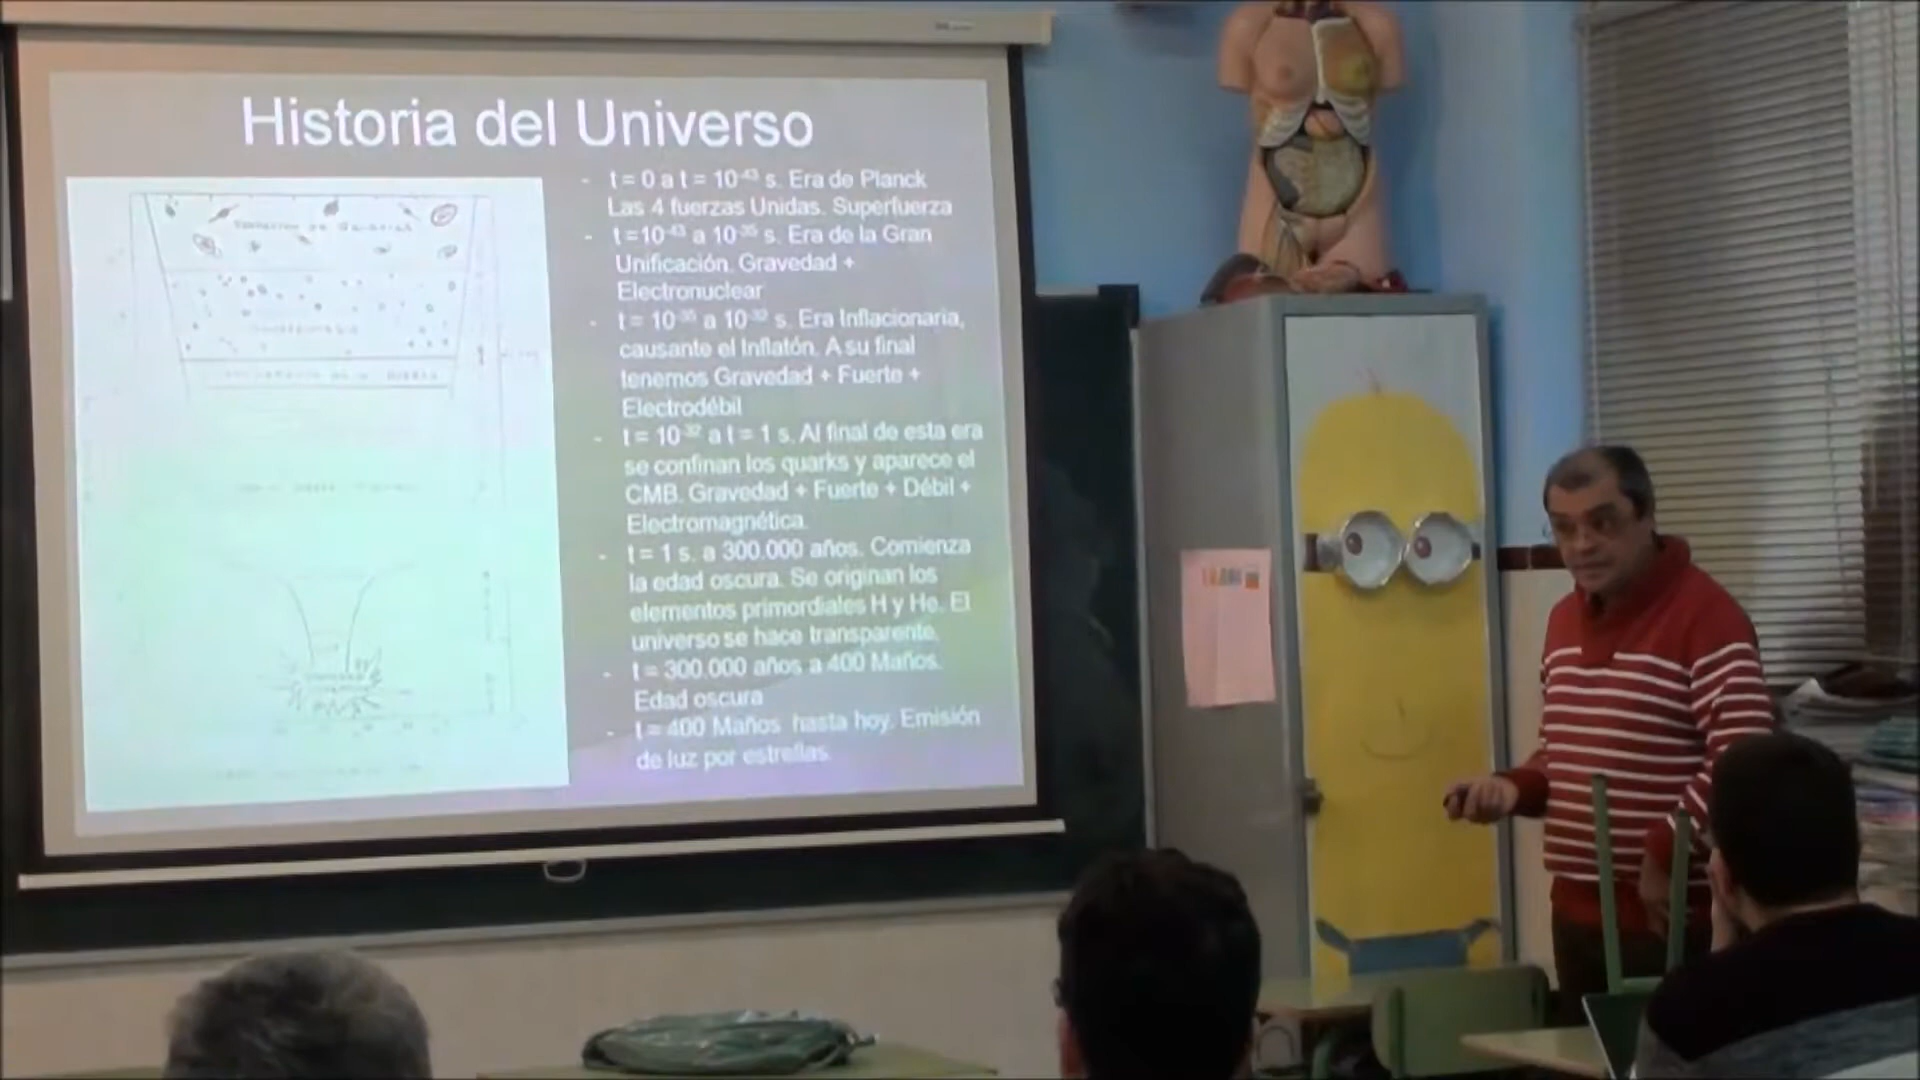 Historia del Universo
- t = 0 a t = 10⁻⁴³ s. Era de Planck
Las 4 fuerzas Unidas. Superfuerza
- t =10⁻⁴³ a 10⁻³⁵ s. Era de la Gran
Unificación. Gravedad +
Electronuclear
- t = 10⁻³⁵ a 10⁻³² s. Era Inflacionaria,
causante el Inflatón. A su final
tenemos Gravedad + Fuerte +
Electrodébil
- t = 10⁻³² a t = 1 s. Al final de esta era
se confinan los quarks y aparece el
CMB. Gravedad + Fuerte + Débil +
Electromagnética.
- t = 1 s. a 300.000 años. Comienza
la edad oscura. Se originan los
elementos primordiales H y He. El
universo se hace transparente.
- t = 300.000 años a 400 Maños.
Edad oscura
- t = 400 Maños hasta hoy. Emisión
de luz por estrellas.